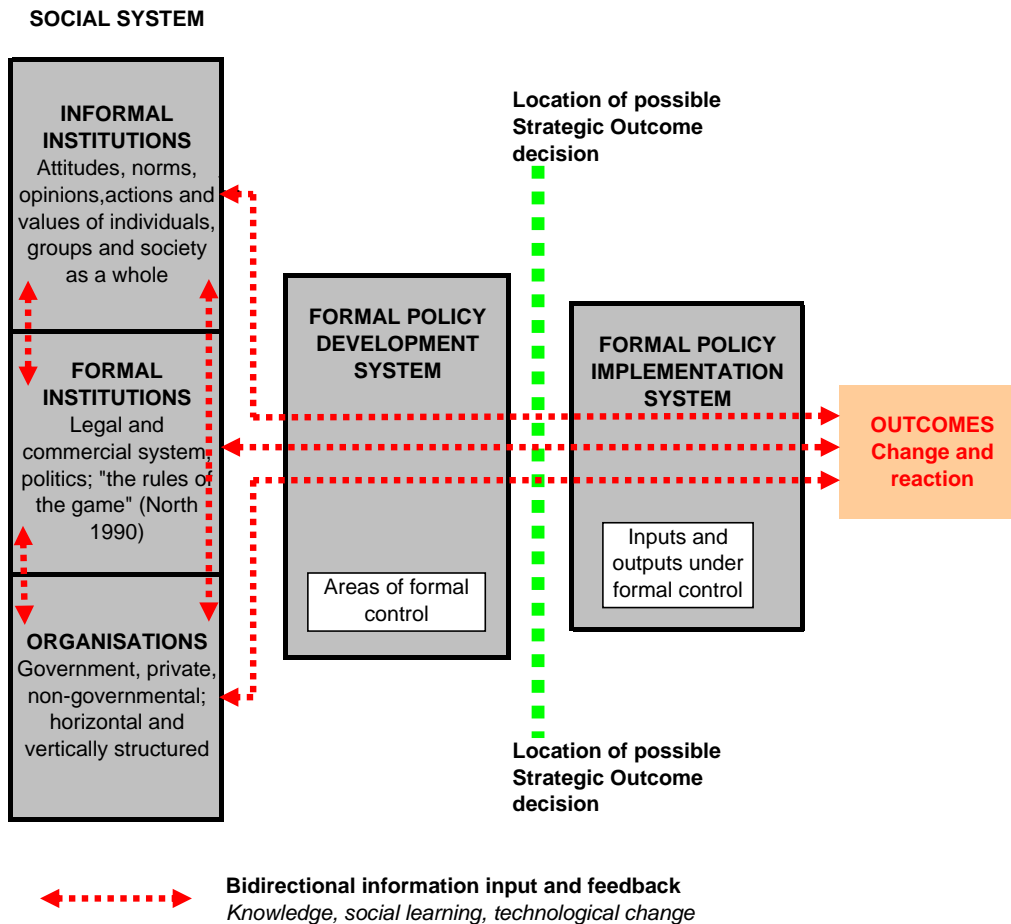 SOCIAL SYSTEM
INFORMAL
INSTITUTIONS
Attitudes, norms,
opinions,actions and
values of individuals,
groups and society
as a whole
FORMAL
INSTITUTIONS
Legal and
commercial system,
politics; "the rules of
the game" (North
1990)
ORGANISATIONS
Government, private,
non-governmental;
horizontal and
vertically structured
FORMAL POLICY
DEVELOPMENT
SYSTEM
Areas of formal
control
Location of possible
Strategic Outcome
decision
Location of possible
Strategic Outcome
decision
FORMAL POLICY
IMPLEMENTATION
SYSTEM
Inputs and
outputs under
formal control
OUTCOMES
Change and
reaction
Bidirectional information input and feedback
Knowledge, social learning, technological change